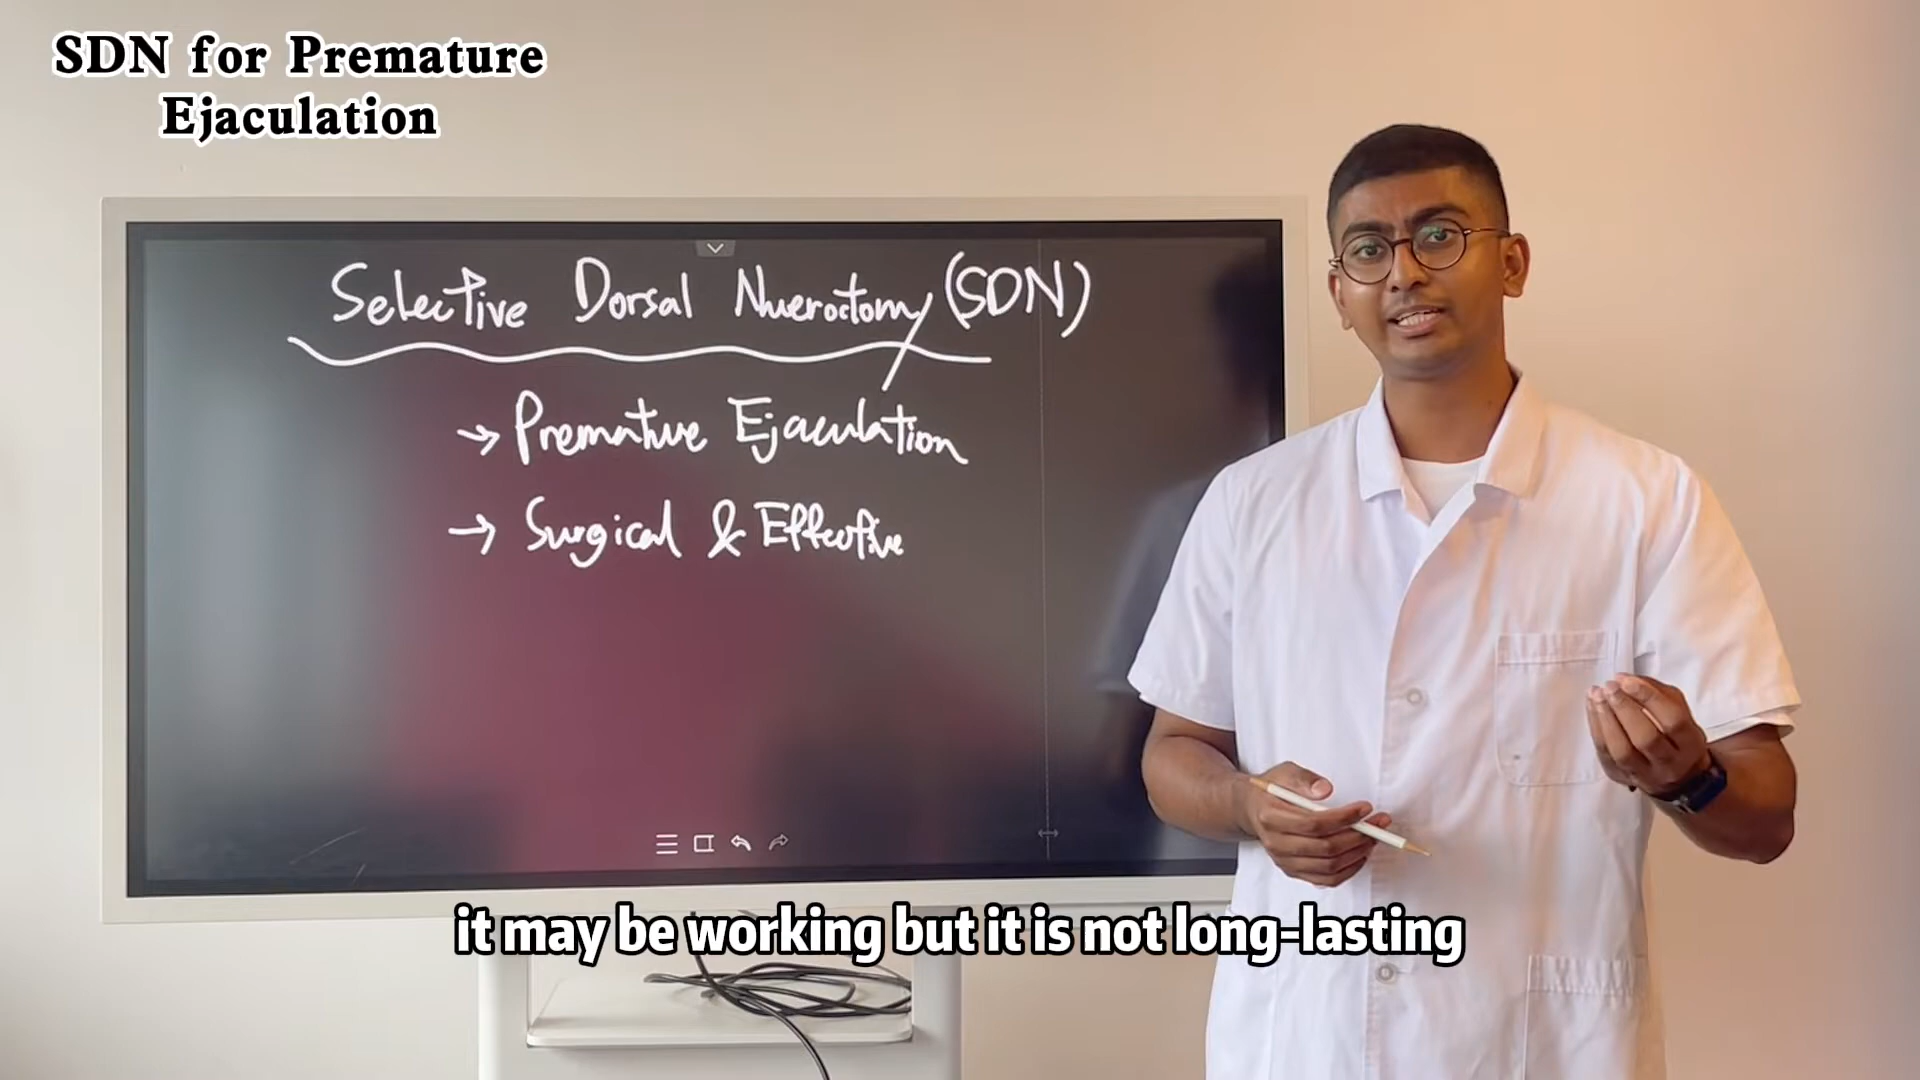 SDN for Premature
Ejaculation
Selective Dorsal Nuerotomy (SDN)
→ Premature Ejaculation
→ Surgical & Effective
it may be working but it is not long-lasting